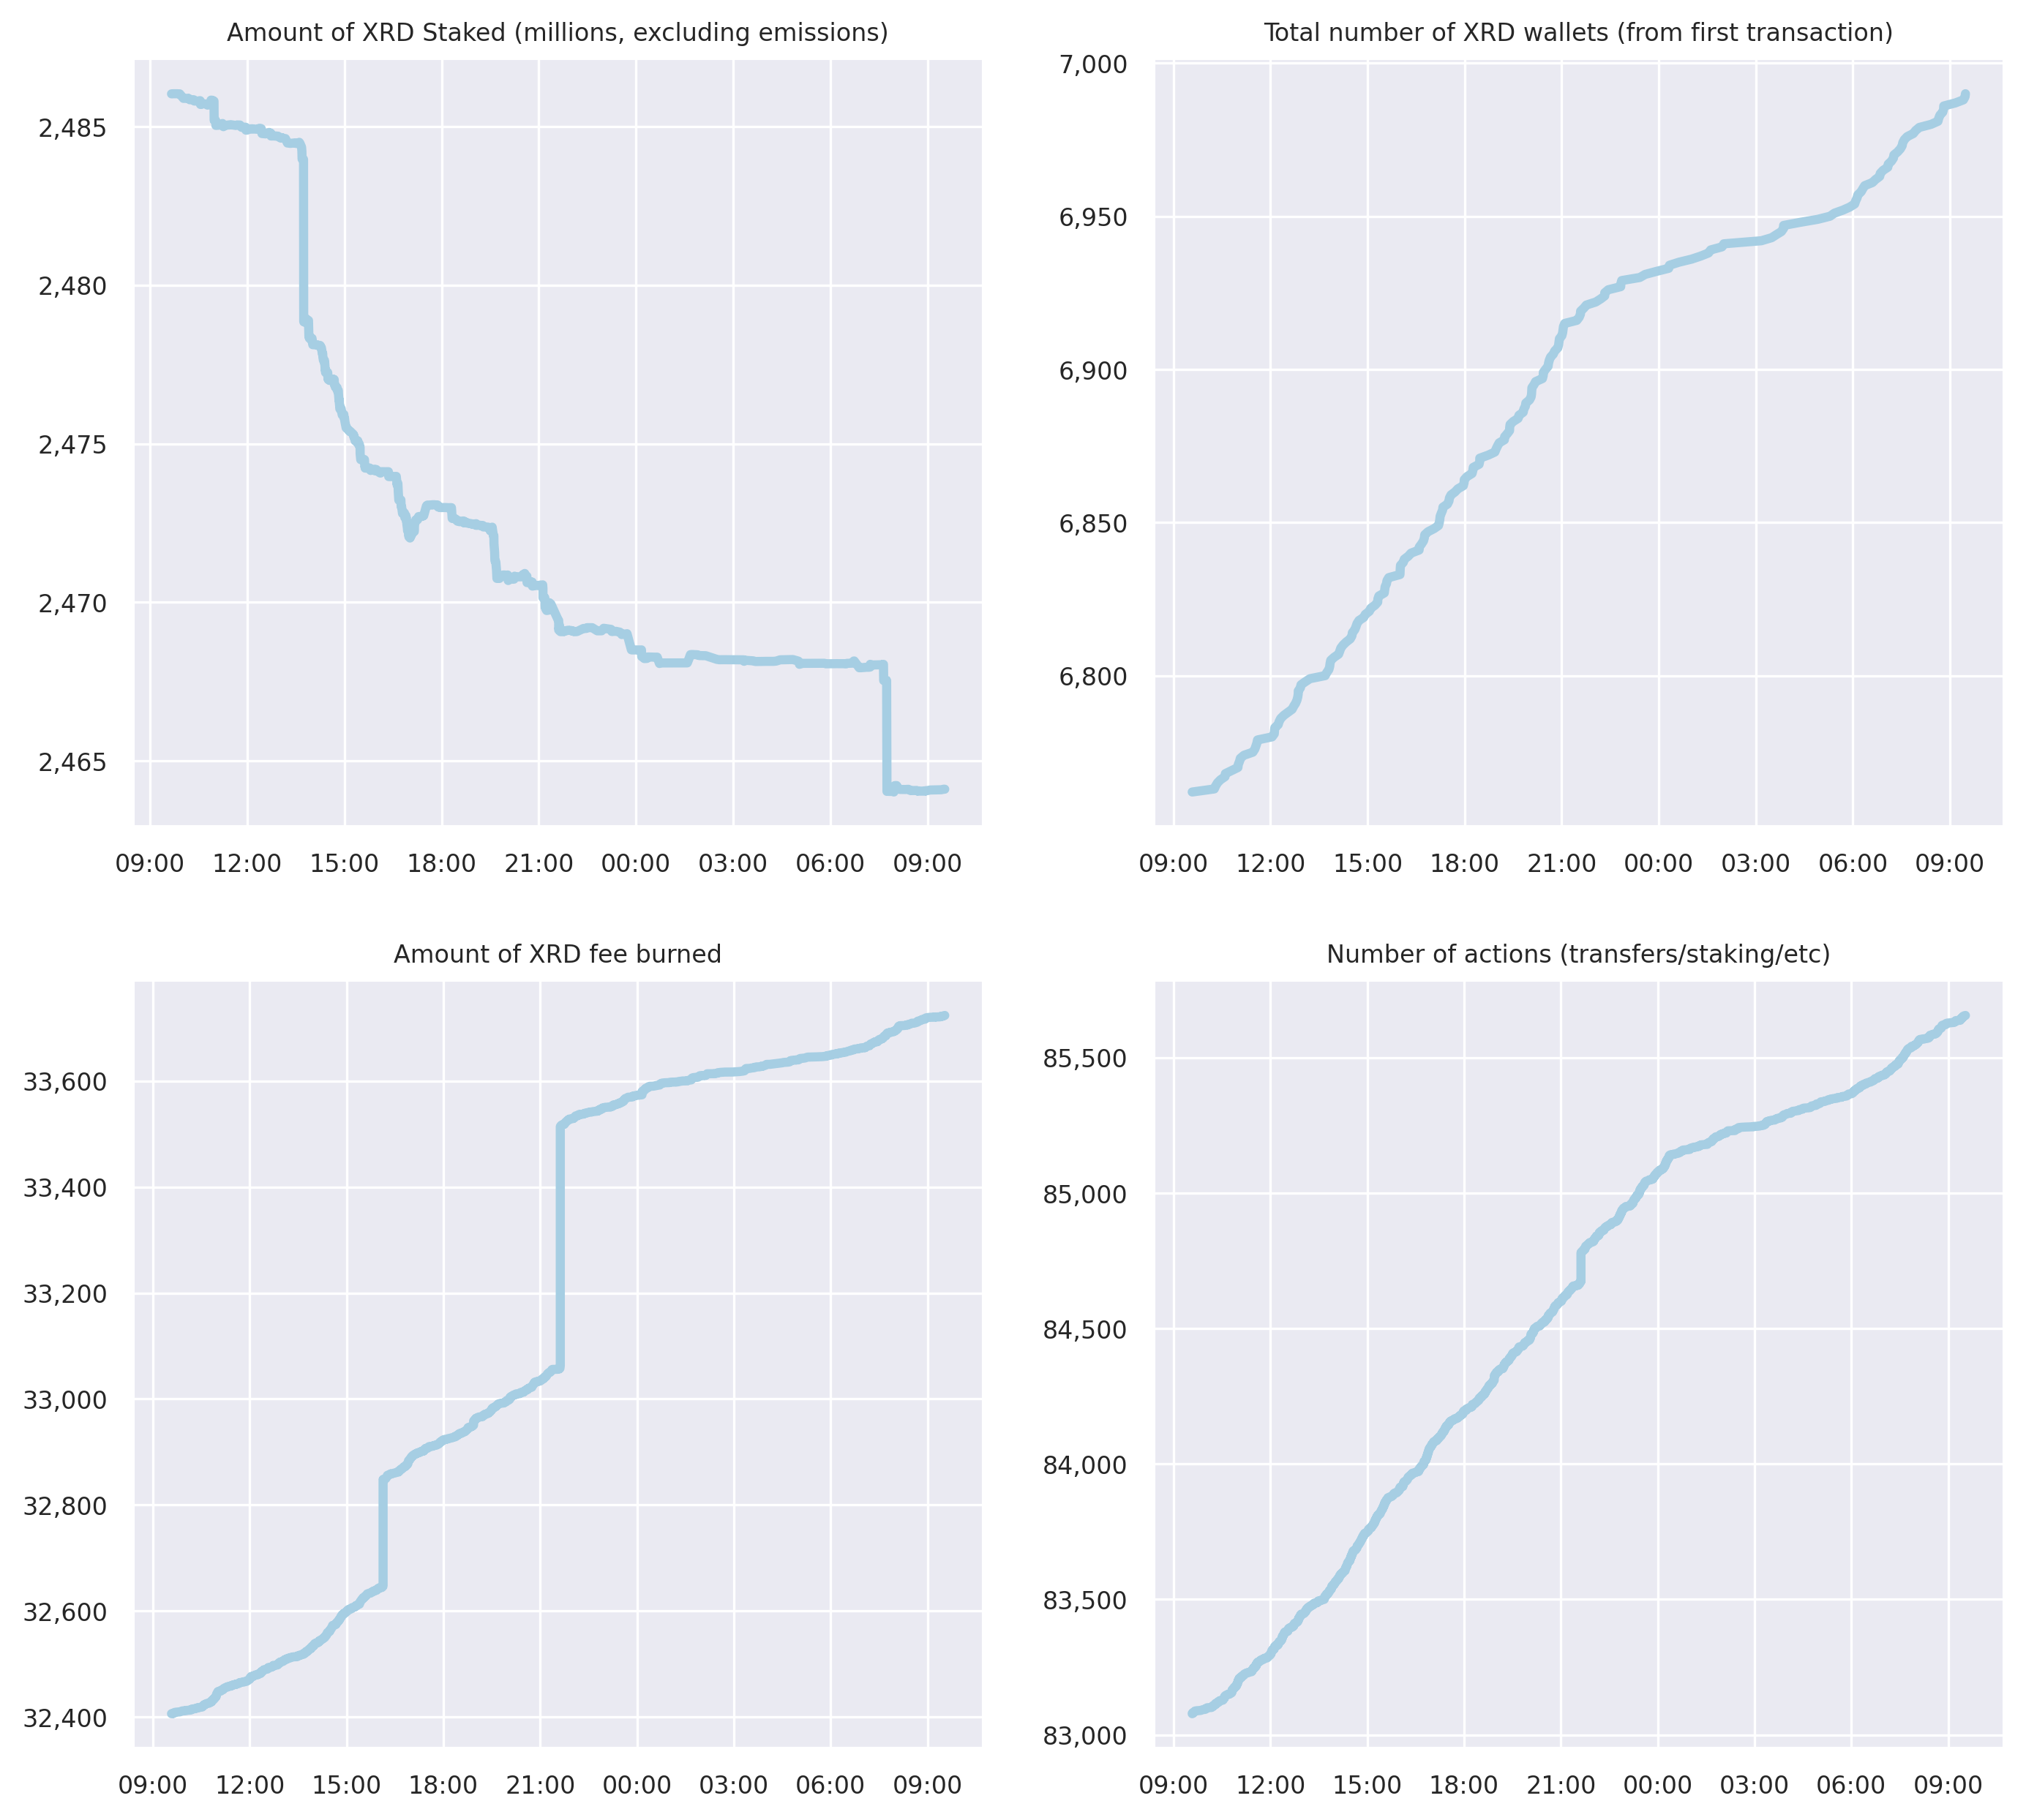 Amount of XRD Staked (millions, excluding emissions)
2,485
2,480
2,475
2,470
2,465
09:00 12:00 15:00 18:00 21:00 00:00 03:00 06:00 09:00
Total number of XRD wallets (from first transaction)
7,000
6,950
6,900
6,850
6,800
09:00 12:00 15:00 18:00 21:00 00:00 03:00 06:00 09:00
Amount of XRD fee burned
33,600
33,400
33,200
33,000
32,800
32,600
32,400
09:00 12:00 15:00 18:00 21:00 00:00 03:00 06:00 09:00
Number of actions (transfers/staking/etc)
85,500
85,000
84,500
84,000
83,500
83,000
09:00 12:00 15:00 18:00 21:00 00:00 03:00 06:00 09:00